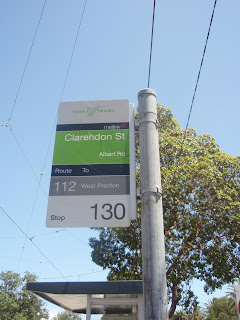 YARRA TRAMS
metlink
Clarendon St
Albert Rd
Route To
112 West Preston
Stop 130